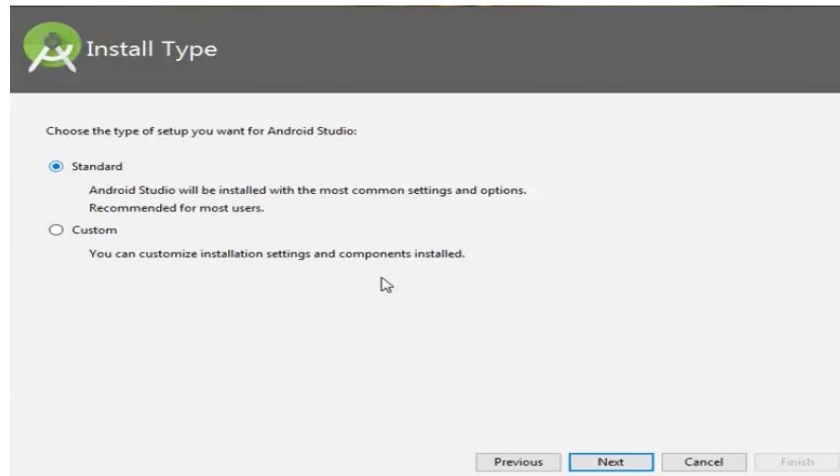 Install Type
Choose the type of setup you want for Android Studio:
Standard
Android Studio will be installed with the most common settings and options.
Recommended for most users.
Custom
You can customize installation settings and components installed.
Previous Next Cancel Finish